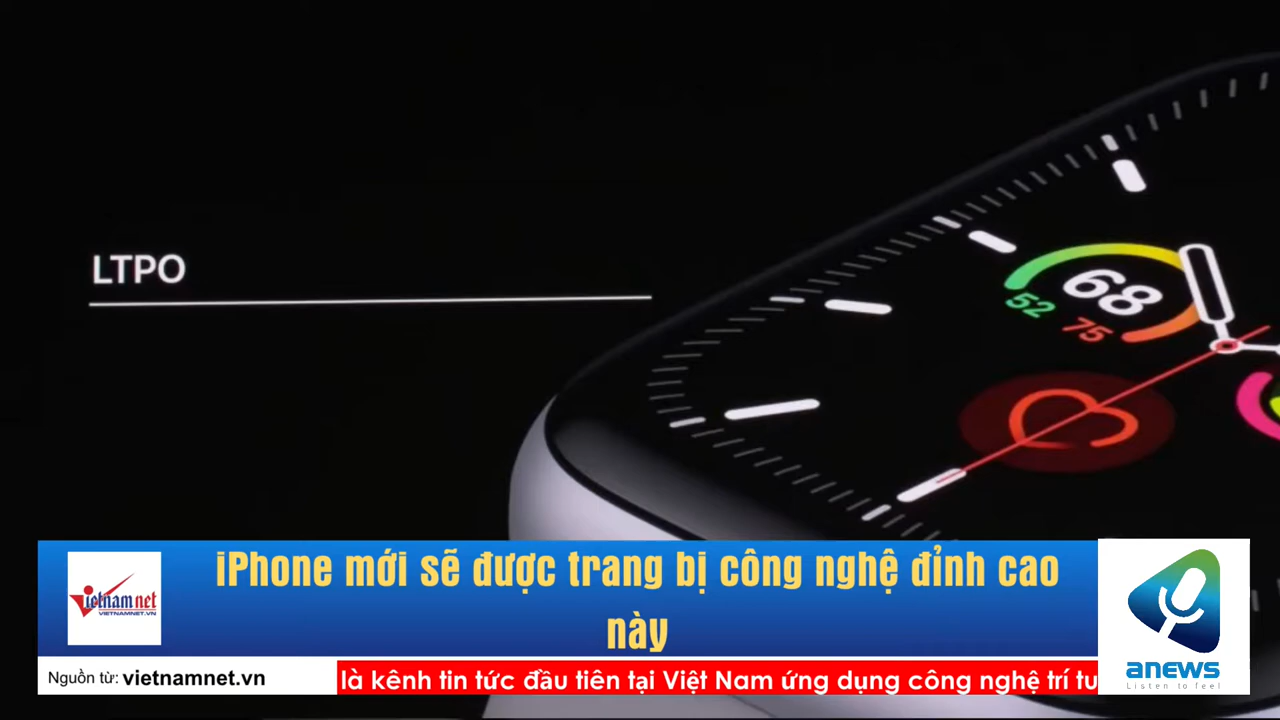 LTPO
68
52 75
iPhone mới sẽ được trang bị công nghệ đỉnh cao
này
Vietnamnet
VIETNAMNET.VN
Nguồn từ: vietnamnet.vn
là kênh tin tức đầu tiên tại Việt Nam ứng dụng công nghệ trí
anews
Listen to feel